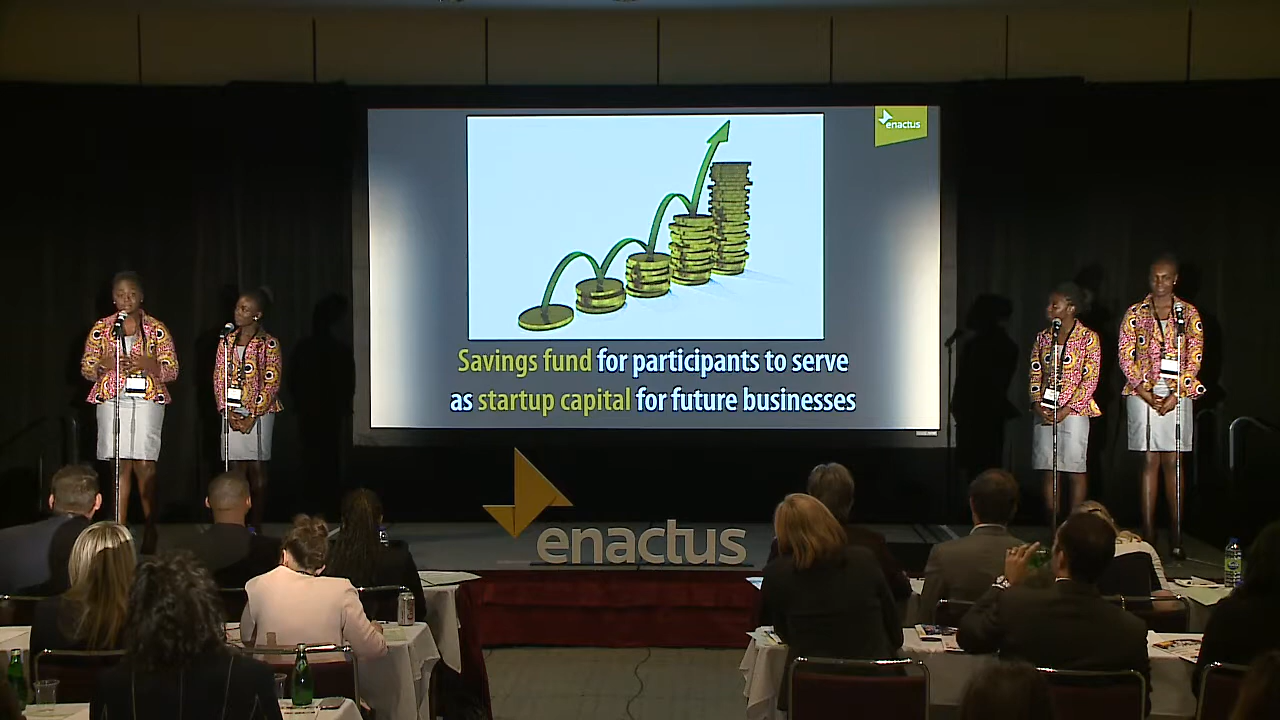 enactus
Savings fund for participants to serve
as startup capital for future businesses
enactus